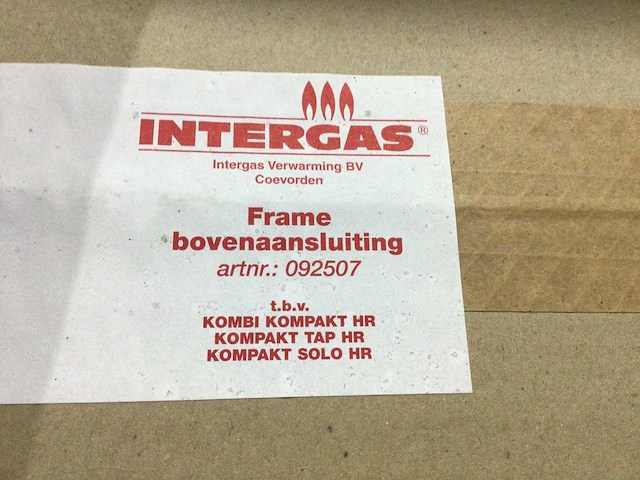 INTERGAS®
Intergas Verwarming BV
Coevorden
Frame
bovenaansluiting
artnr.: 092507
t.b.v.
KOMBI KOMPAKT HR
KOMPAKT TAP HR
KOMPAKT SOLO HR